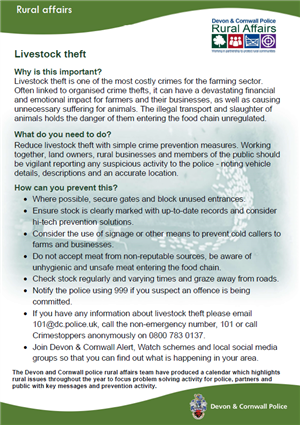 Rural affairs
Devon & Cornwall Police
Rural Affairs
Livestock theft
Why is this important?
Livestock theft is one of the most costly crimes for the farming sector.
Often linked to organised crime thefts, it can have a devastating financial
and emotional impact for farmers and their businesses, as well as causing
unnecessary suffering for animals. The illegal transport and slaughter of
animals holds the danger of them entering the food chain unregulated.
What do you need to do?
Reduce livestock theft with simple crime prevention measures. Working
together, land owners, rural businesses and members of the public should
be vigilant reporting any suspicious activity to the police - noting vehicle
details, descriptions and an accurate location.
How can you prevent this?
• Where possible, secure gates and block unused entrances.
• Ensure stock is clearly marked with up-to-date records and consider
hi-tech prevention solutions.
• Consider the use of signage or other means to prevent cold callers to
farms and businesses.
• Do not accept meat from non-reputable sources, be aware of
unhygienic and unsafe meat entering the food chain.
• Check stock regularly and varying times and graze away from roads.
• Notify the police using 999 if you suspect an offence is being
committed.
• If you have any information about livestock theft please email
101@dc.police.uk, call the non-emergency number, 101 or call
Crimestoppers anonymously on 0800 783 0137.
• Join Devon & Cornwall Alert, Watch schemes and local social media
groups so that you can find out what is happening in your area.
The Devon and Cornwall police rural affairs team have produced a calendar which highlights
rural issues throughout the year to focus problem solving activity for police, partners and
public with key messages and prevention activity.
Devon & Cornwall Police